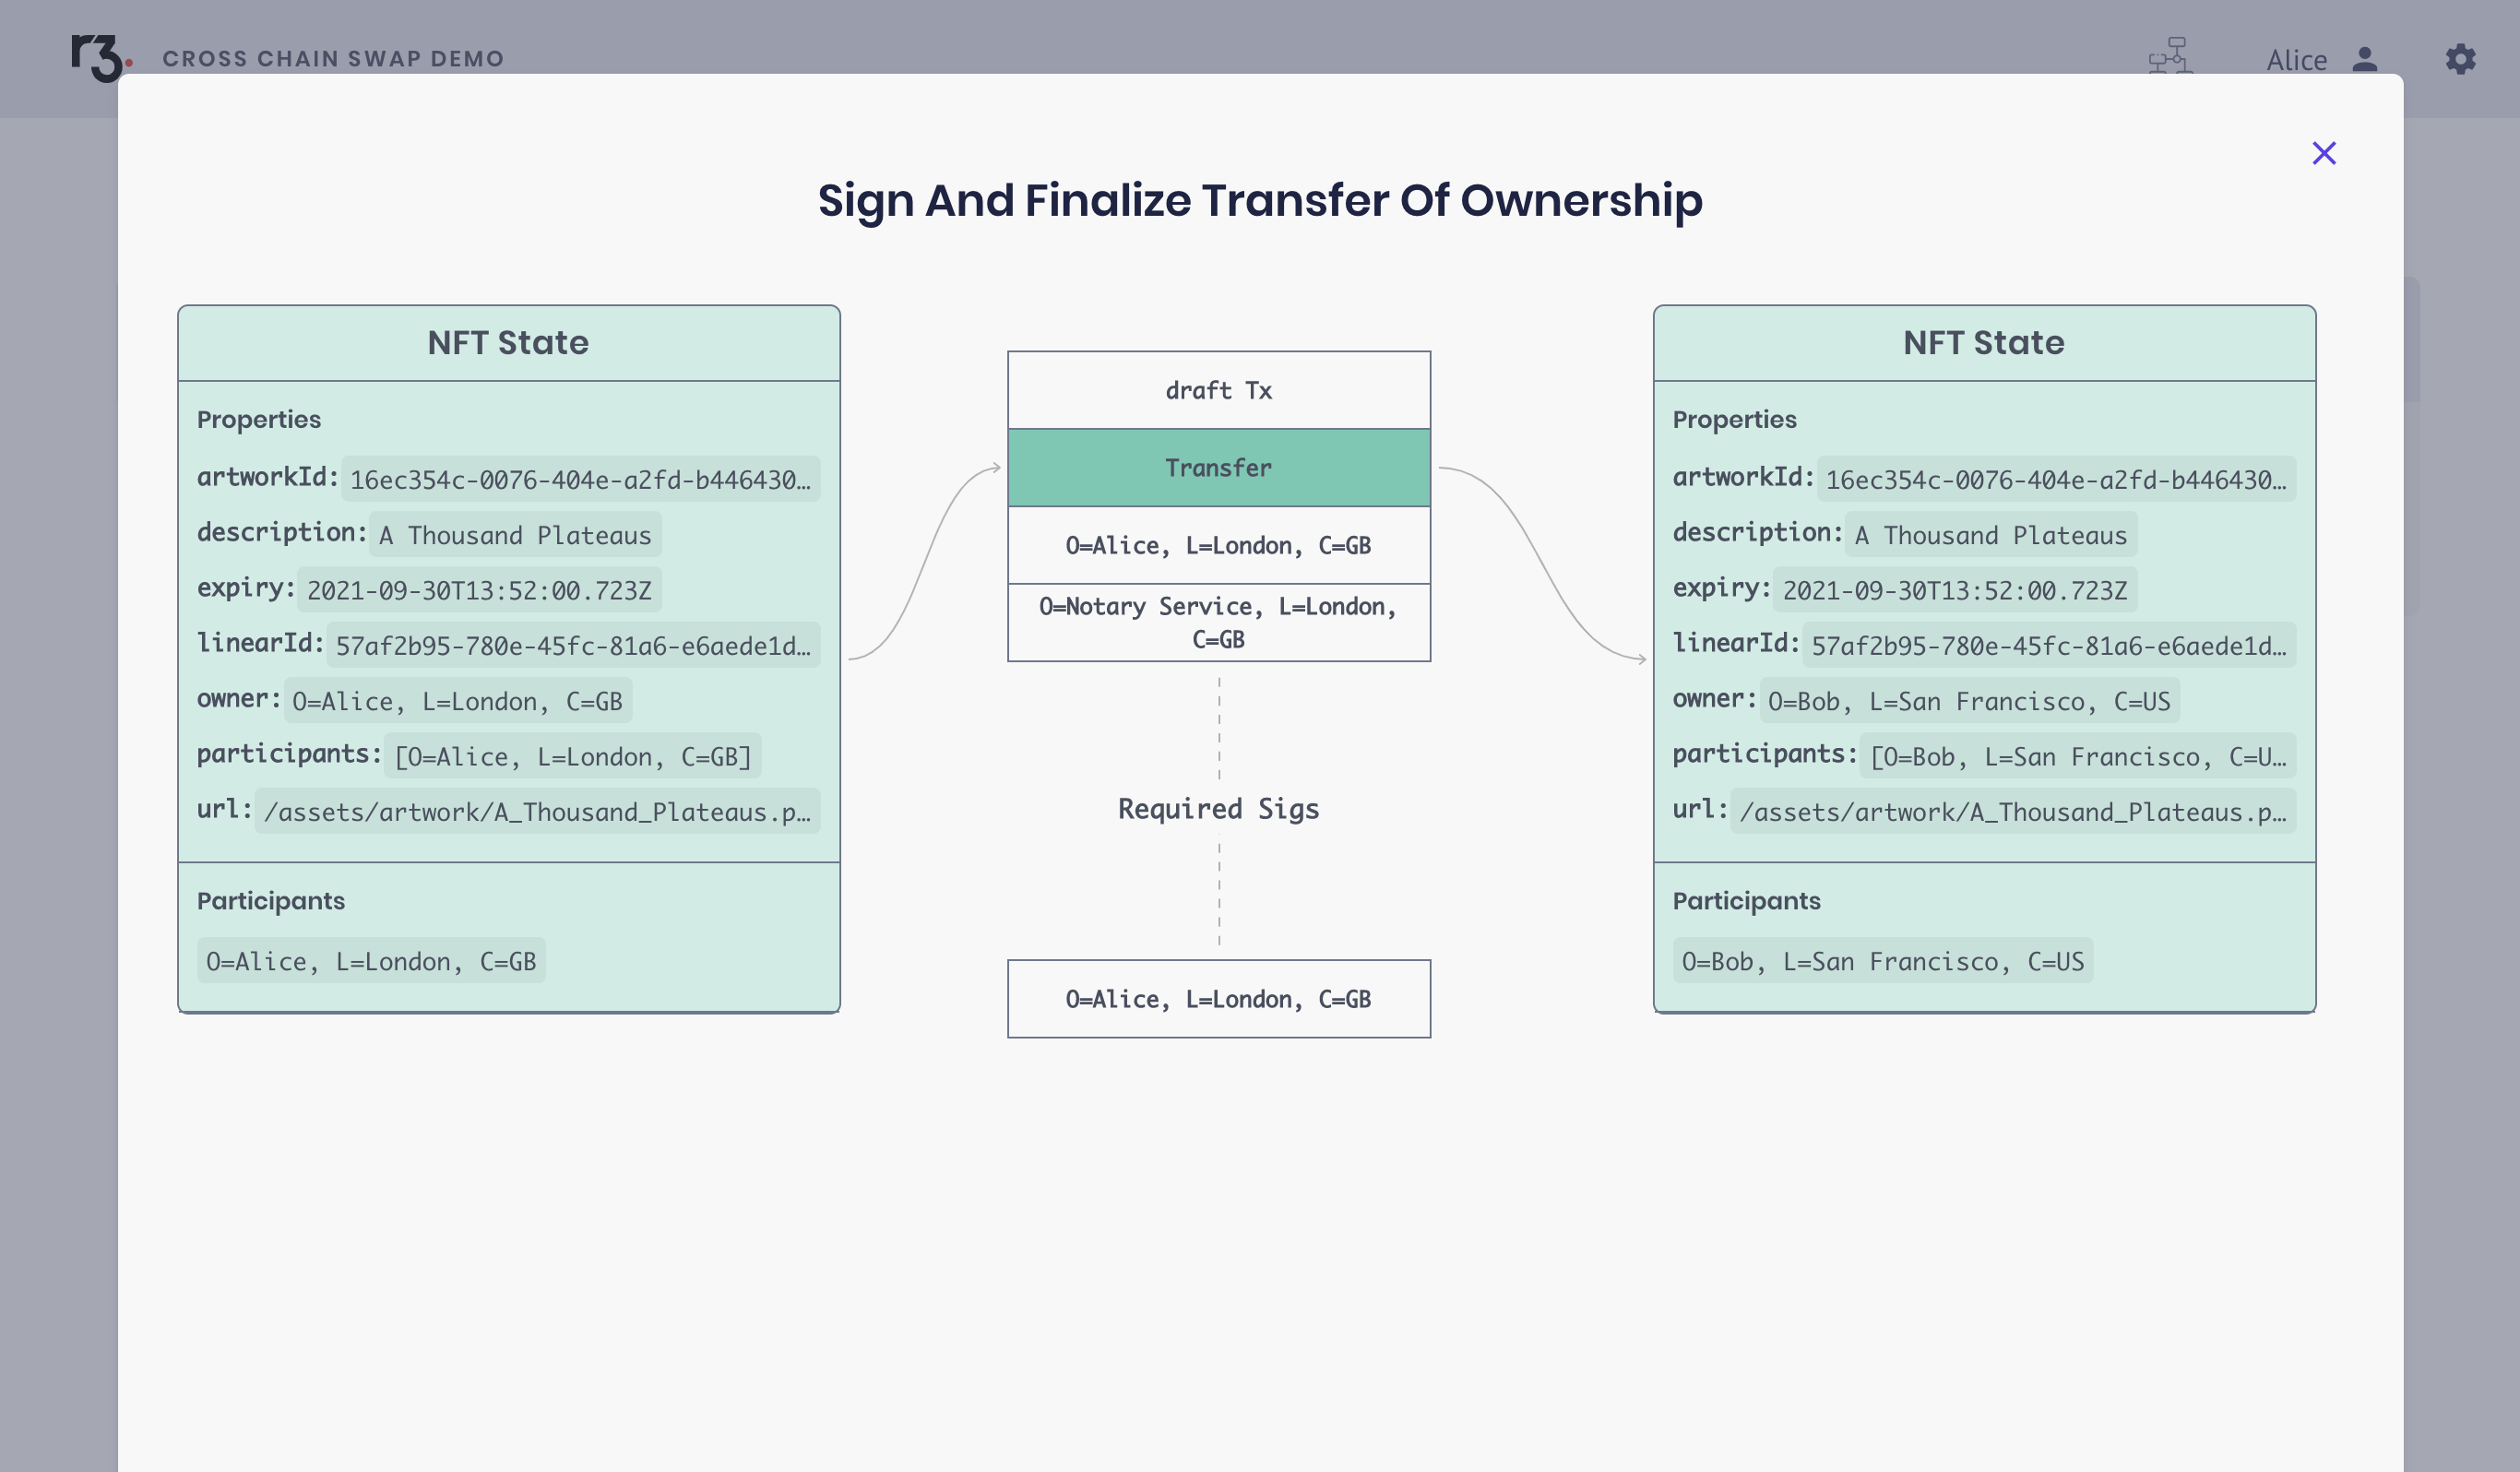 r3.
CROSS CHAIN SWAP DEMO
Alice
Sign And Finalize Transfer Of Ownership
NFT State
Properties
artworkId: 16ec354c-0076-404e-a2fd-b446430…
description: A Thousand Plateaus
expiry: 2021-09-30T13:52:00.723Z
linearId: 57af2b95-780e-45fc-81a6-e6aede1d…
owner: O=Alice, L=London, C=GB
participants: [O=Alice, L=London, C=GB]
url: /assets/artwork/A_Thousand_Plateaus.p…
Participants
O=Alice, L=London, C=GB
draft Tx
Transfer
O=Alice, L=London, C=GB
O=Notary Service, L=London,
C=GB
Required Sigs
O=Alice, L=London, C=GB
NFT State
Properties
artworkId: 16ec354c-0076-404e-a2fd-b446430…
description: A Thousand Plateaus
expiry: 2021-09-30T13:52:00.723Z
linearId: 57af2b95-780e-45fc-81a6-e6aede1d…
owner: O=Bob, L=San Francisco, C=US
participants: [O=Bob, L=San Francisco, C=U…
url: /assets/artwork/A_Thousand_Plateaus.p…
Participants
O=Bob, L=San Francisco, C=US